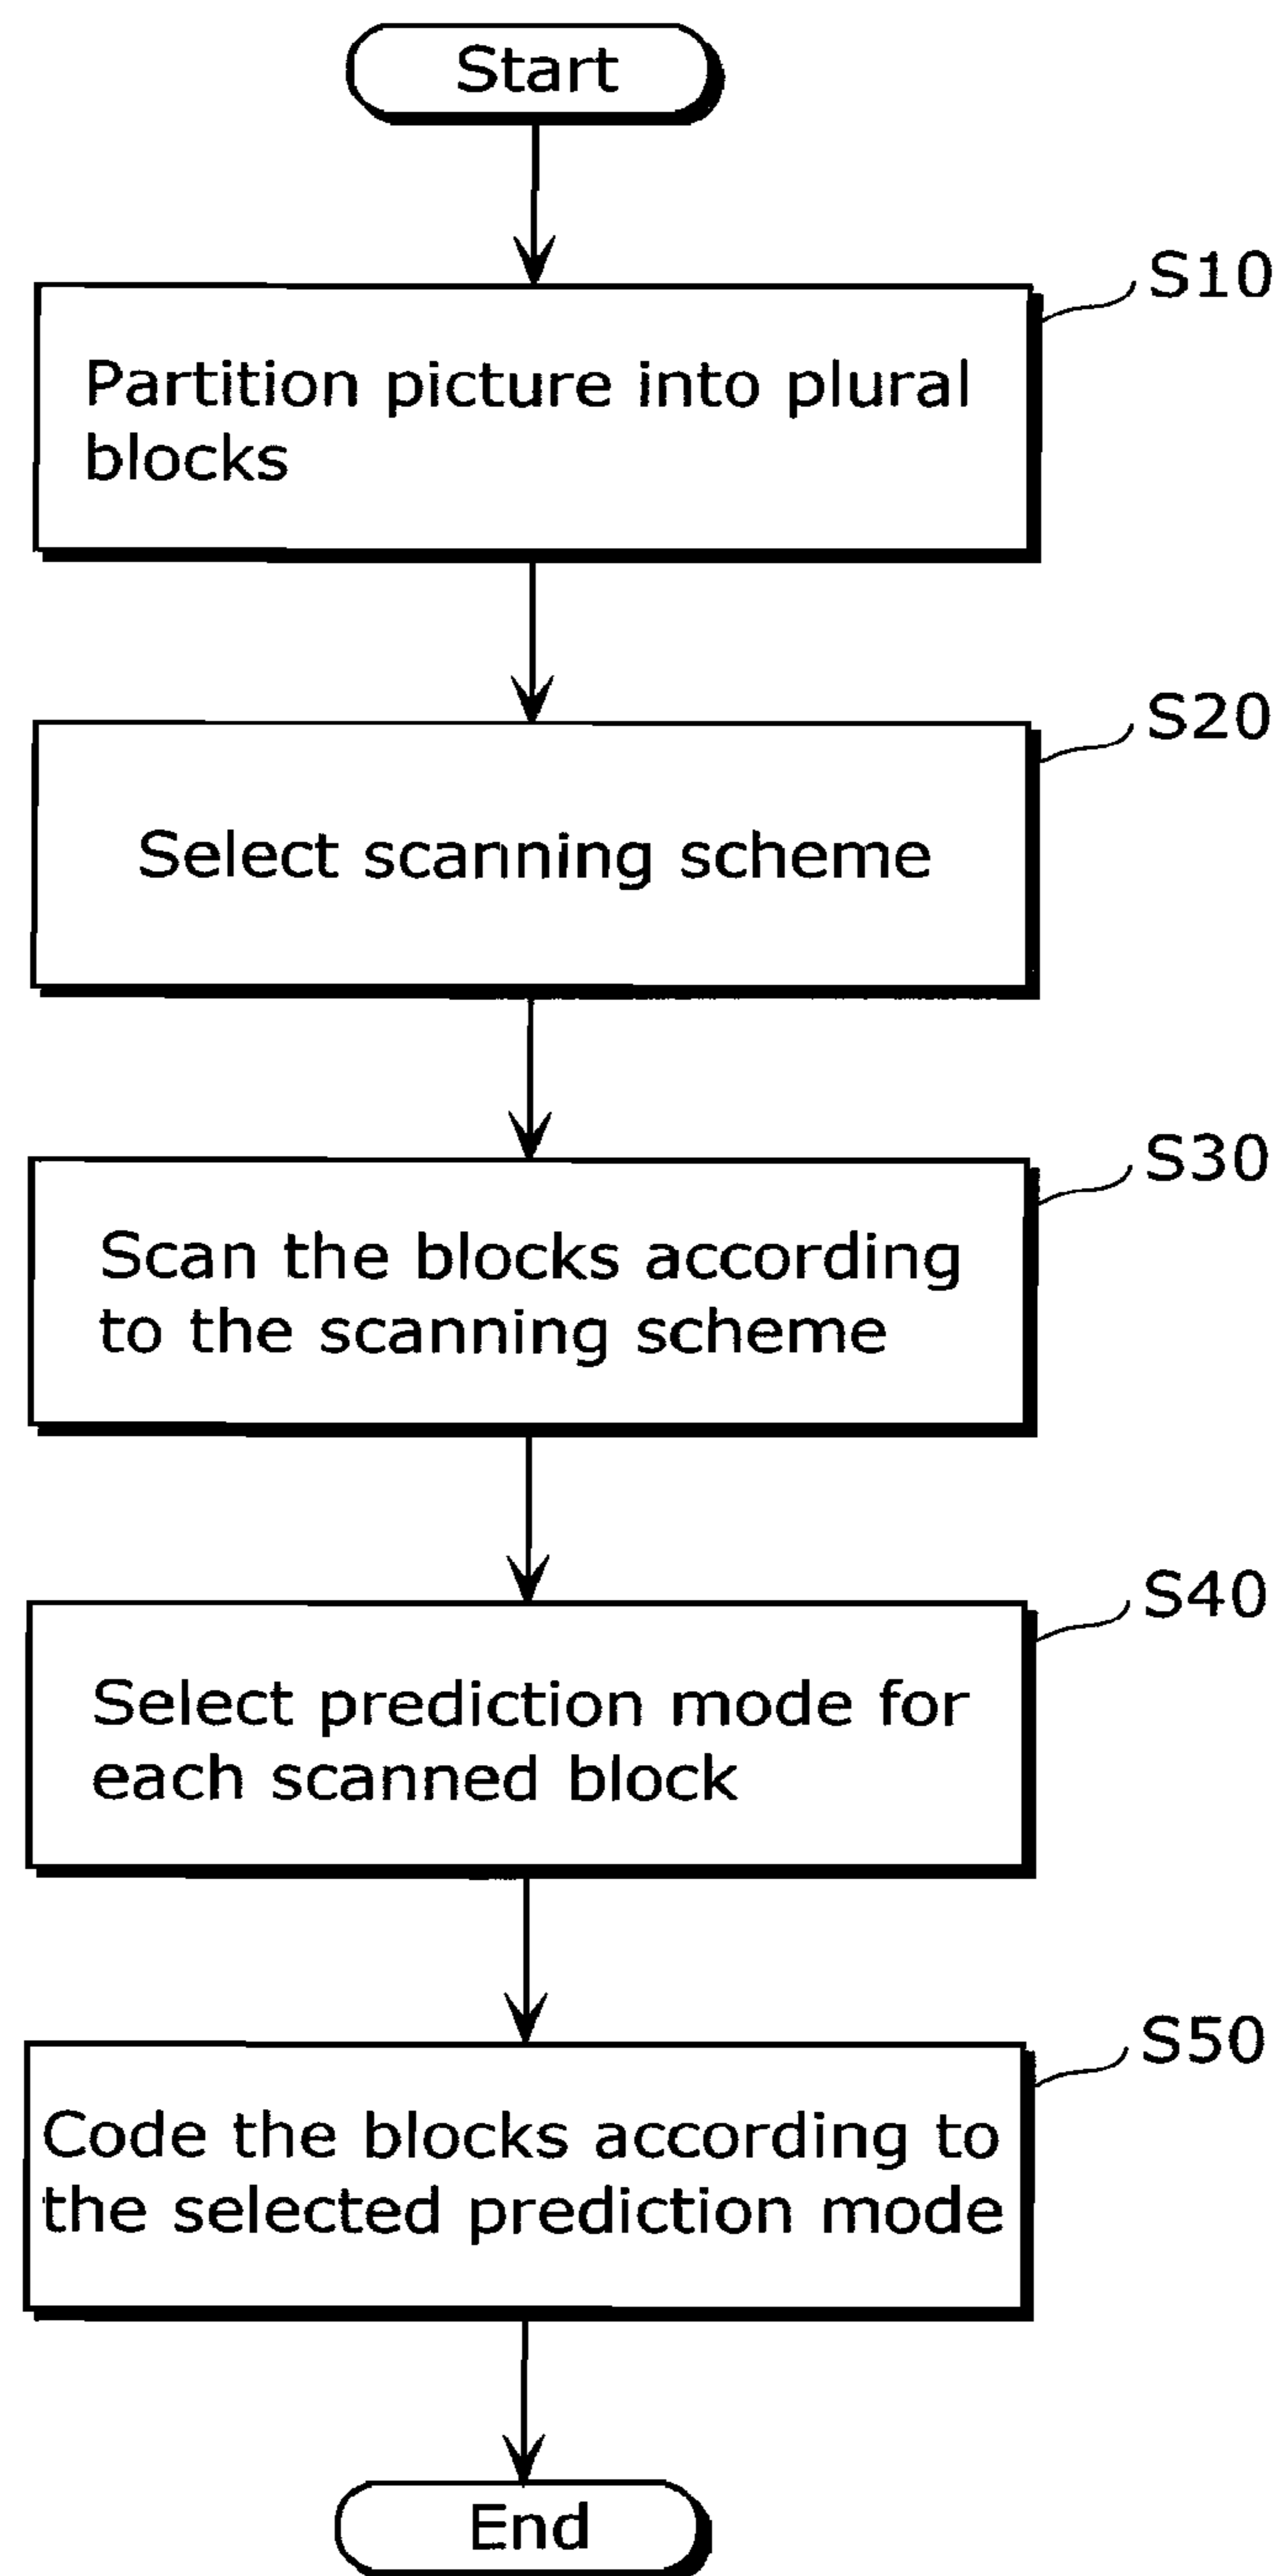 Start
S10
Partition picture into plural
blocks
S20
Select scanning scheme
S30
Scan the blocks according
to the scanning scheme
S40
Select prediction mode for
each scanned block
S50
Code the blocks according to
the selected prediction mode
End